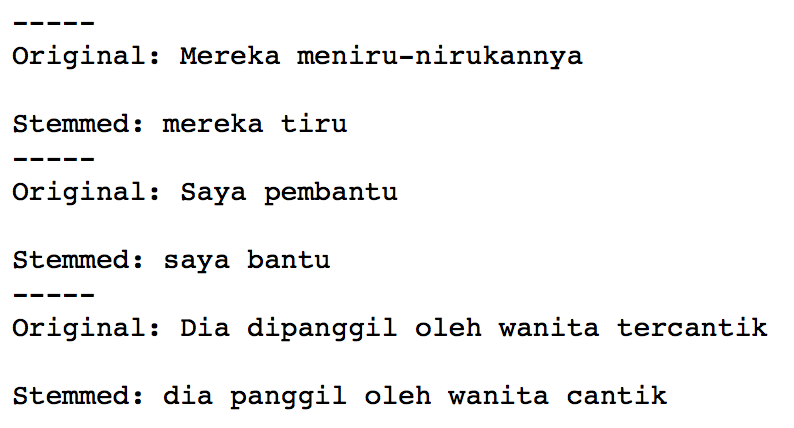 -----
Original: Mereka meniru-nirukannya
Stemmed: mereka tiru
-----
Original: Saya pembantu
Stemmed: saya bantu
-----
Original: Dia dipanggil oleh wanita tercantik
Stemmed: dia panggil oleh wanita cantik